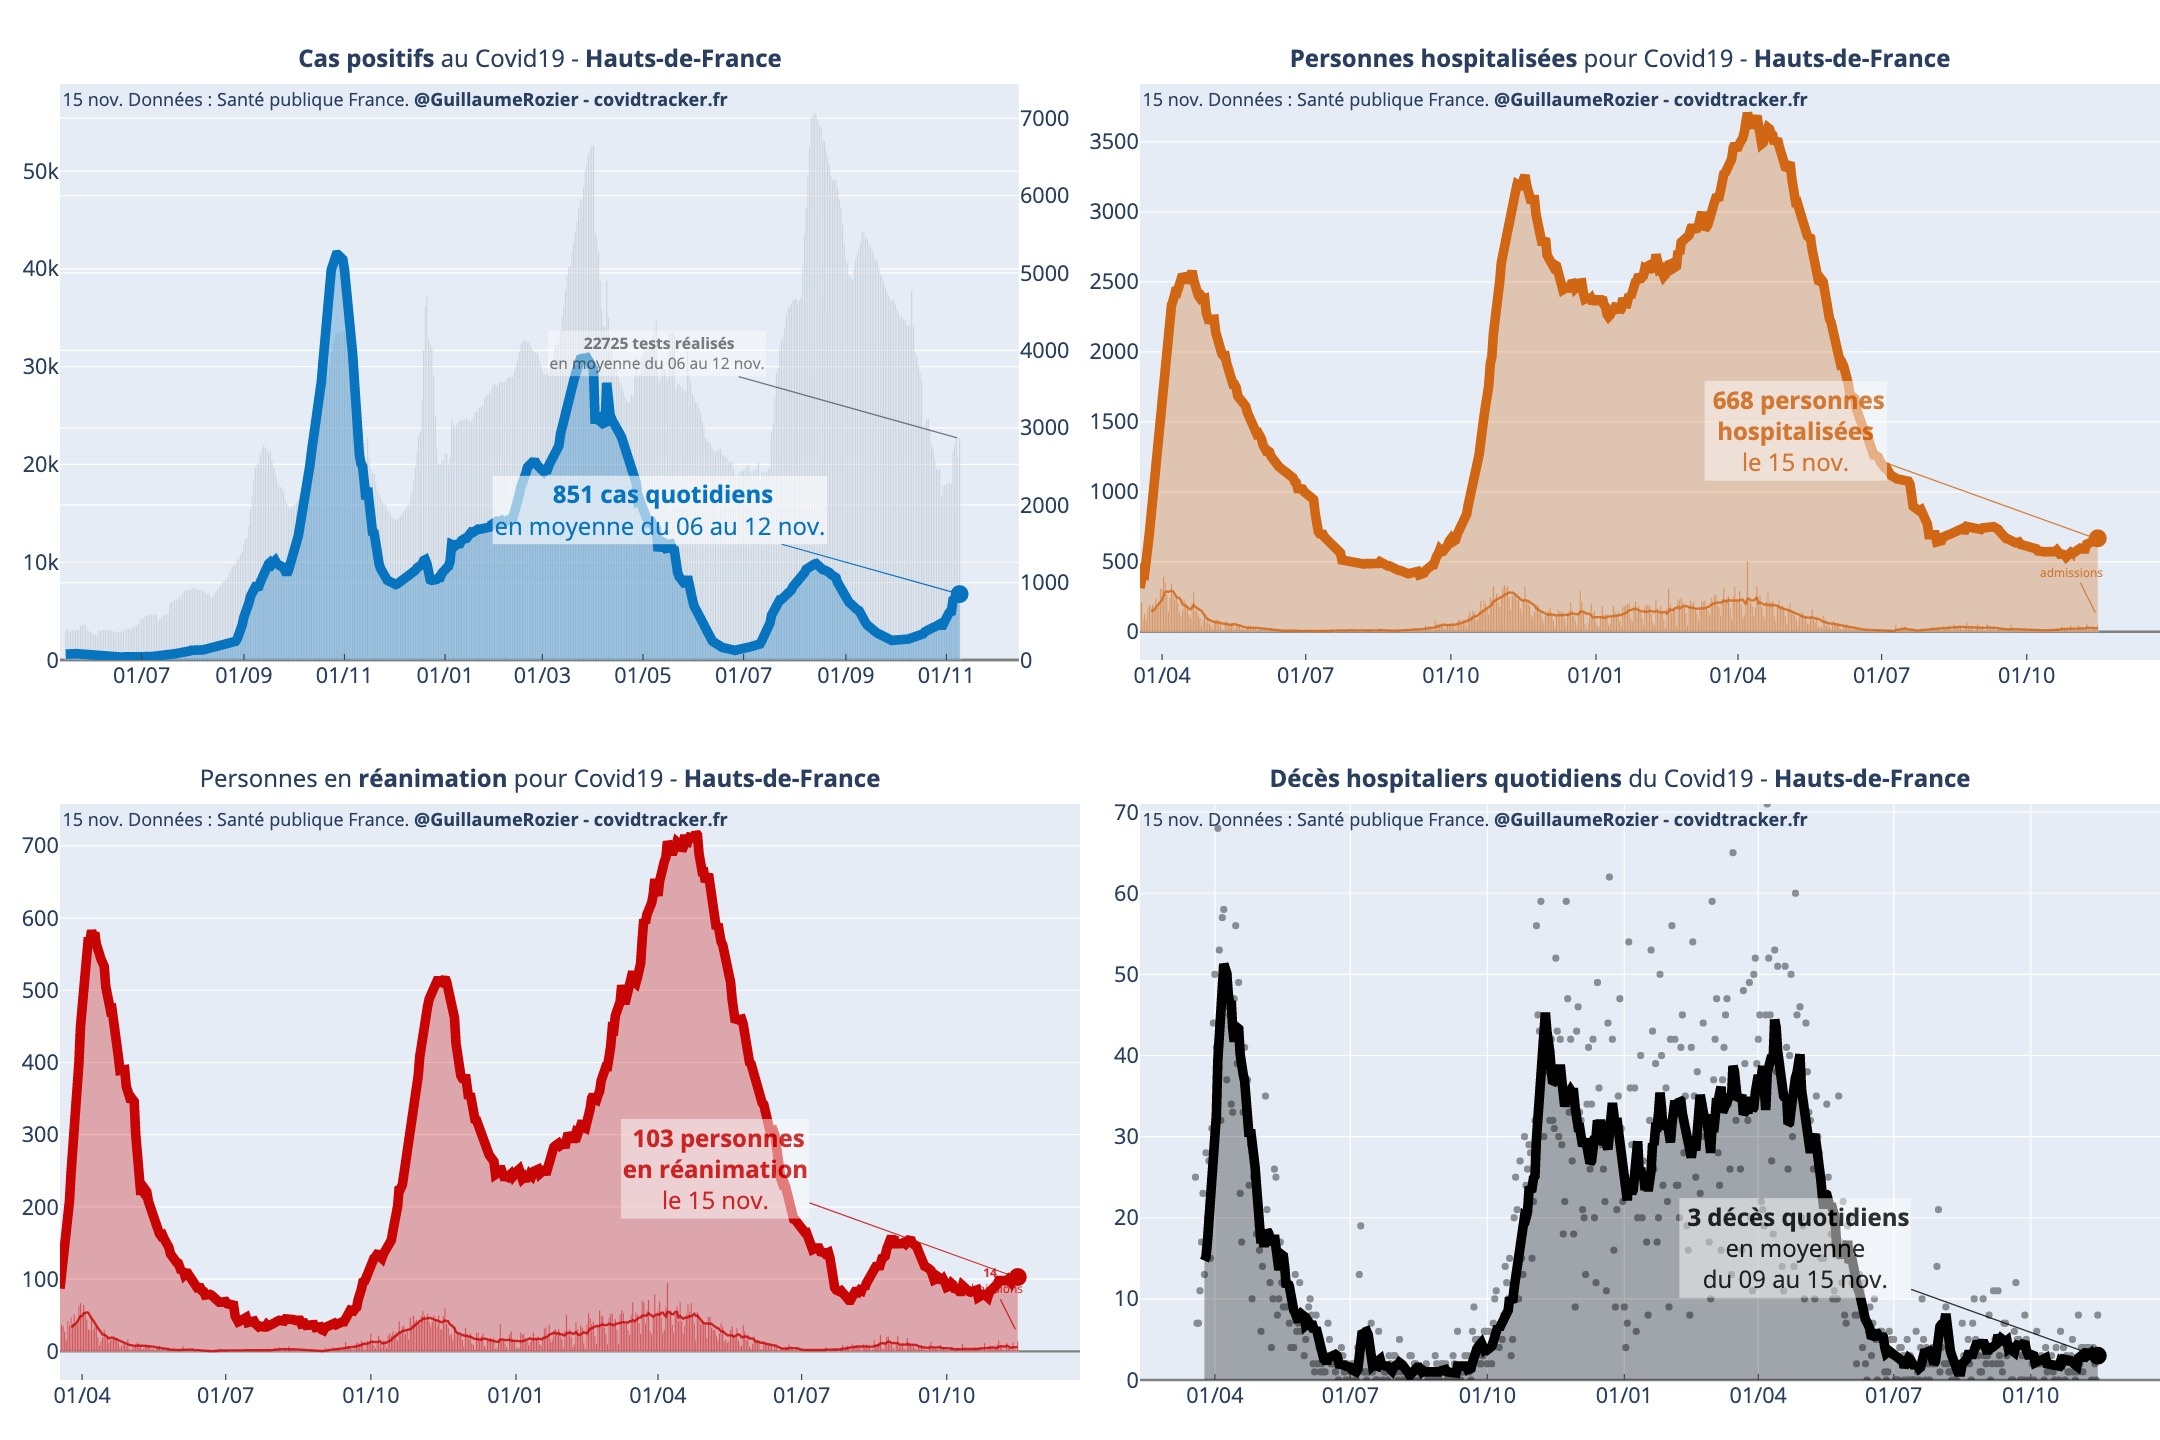 Cas positifs au Covid19 - Hauts-de-France
15 nov. Données : Santé publique France. @GuillaumeRozier - covidtracker.fr
7000
50k
6000
40k
5000
22725 tests réalisés
en moyenne du 06 au 12 nov.
4000
30k
3000
20k
851 cas quotidiens
en moyenne du 06 au 12 nov.
2000
10k
1000
0
0
01/07 01/09 01/11 01/01 01/03 01/05 01/07 01/09 01/11
Personnes hospitalisées pour Covid19 - Hauts-de-France
15 nov. Données : Santé publique France. @GuillaumeRozier - covidtracker.fr
3500
3000
2500
2000
1500
668 personnes
hospitalisées
le 15 nov.
1000
500
admissions
0
01/04 01/07 01/10 01/01 01/04 01/07 01/10
Personnes en réanimation pour Covid19 - Hauts-de-France
15 nov. Données : Santé publique France. @GuillaumeRozier - covidtracker.fr
700
600
500
400
300
103 personnes
en réanimation
le 15 nov.
200
100
14
0
01/04 01/07 01/10 01/01 01/04 01/07 01/10
Décès hospitaliers quotidiens du Covid19 - Hauts-de-France
70
15 nov. Données : Santé publique France. @GuillaumeRozier - covidtracker.fr
60
50
40
30
20
3 décès quotidiens
en moyenne
du 09 au 15 nov.
10
0
01/04 01/07 01/10 01/01 01/04 01/07 01/10